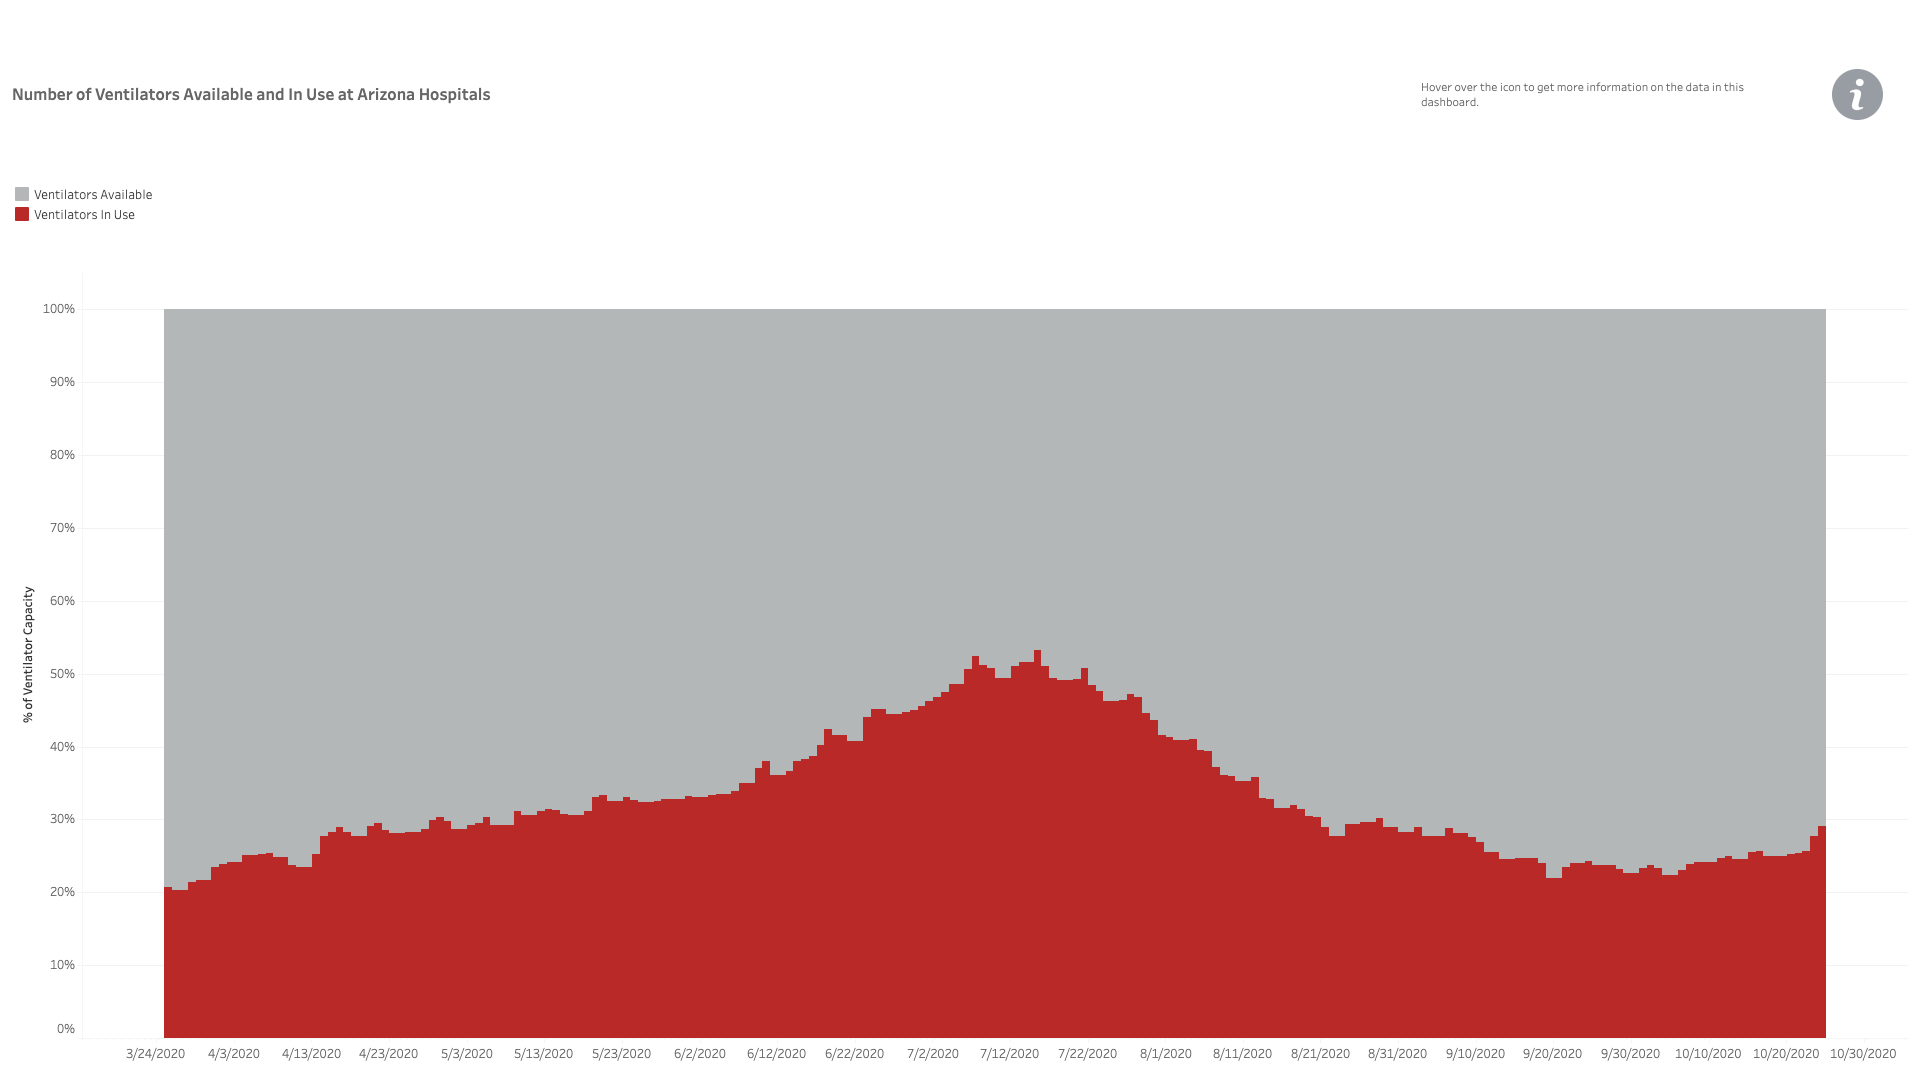 Number of Ventilators Available and In Use at Arizona Hospitals
Hover over the icon to get more information on the data in this
dashboard.
i
Ventilators Available
Ventilators In Use
% of Ventilator Capacity
100%
90%
80%
70%
60%
50%
40%
30%
20%
10%
0%
3/24/2020 4/3/2020 4/13/2020 4/23/2020 5/3/2020 5/13/2020 5/23/2020 6/2/2020 6/12/2020 6/22/2020 7/2/2020 7/12/2020 7/22/2020 8/1/2020 8/11/2020 8/21/2020 8/31/2020 9/10/2020 9/20/2020 9/30/2020 10/10/2020 10/20/2020 10/30/2020